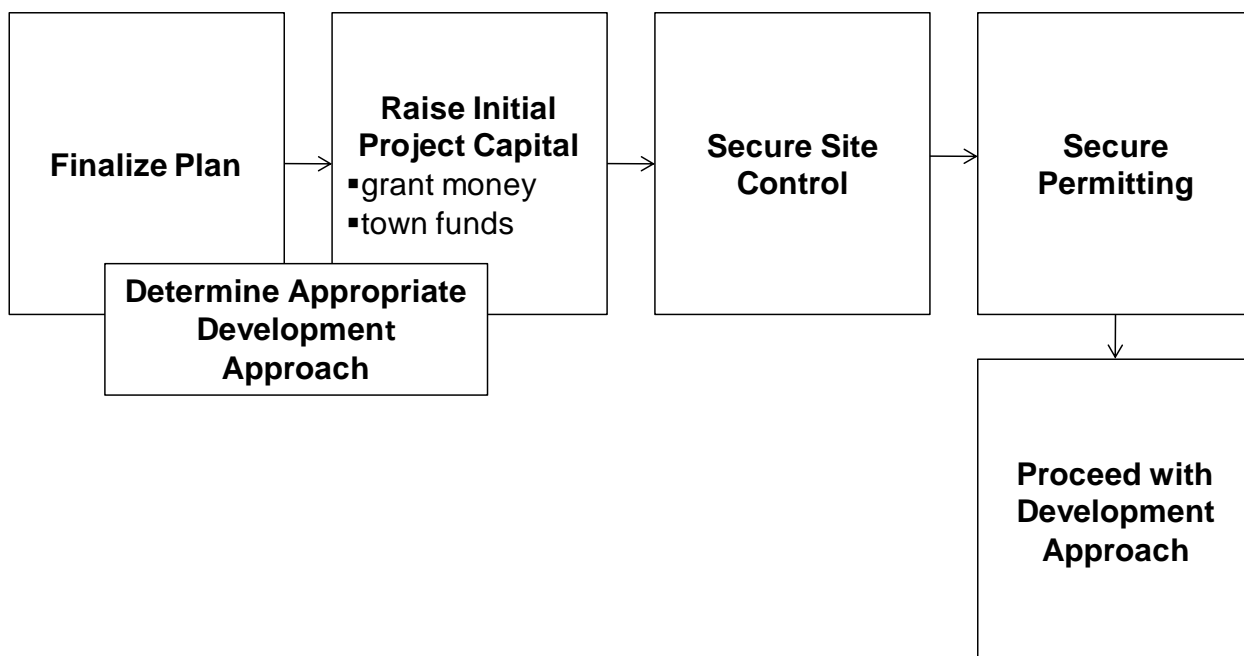 Finalize Plan
Raise Initial
Project Capital
▪grant money
▪town funds
Determine Appropriate
Development
Approach
Secure Site
Control
Secure
Permitting
Proceed with
Development
Approach